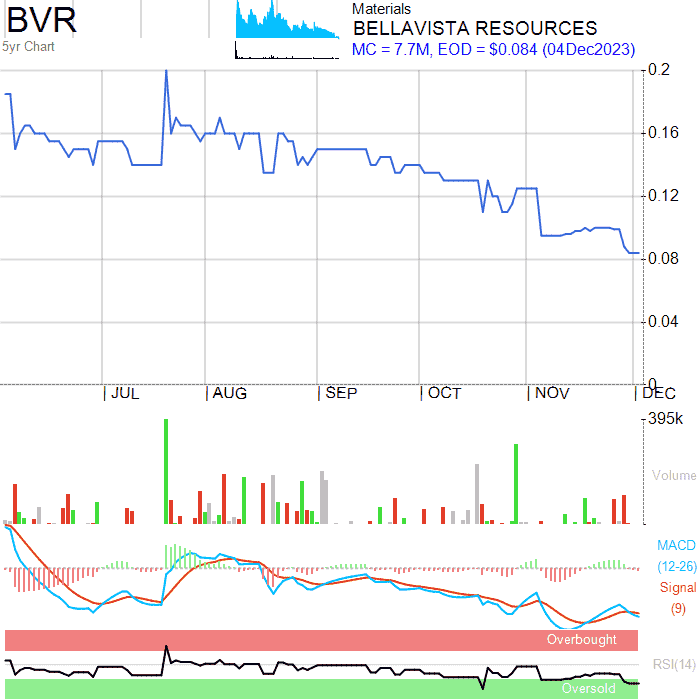 BVR
5yr Chart
Materials
BELLAVISTA RESOURCES
MC = 7.7M, EOD = $0.084 (04Dec2023)
0.2
0.16
0.12
0.08
0.04
0
JUL AUG SEP OCT NOV DEC
395k
Volume
MACD
(12-26)
Signal
(9)
Overbought
RSI(14)
Oversold